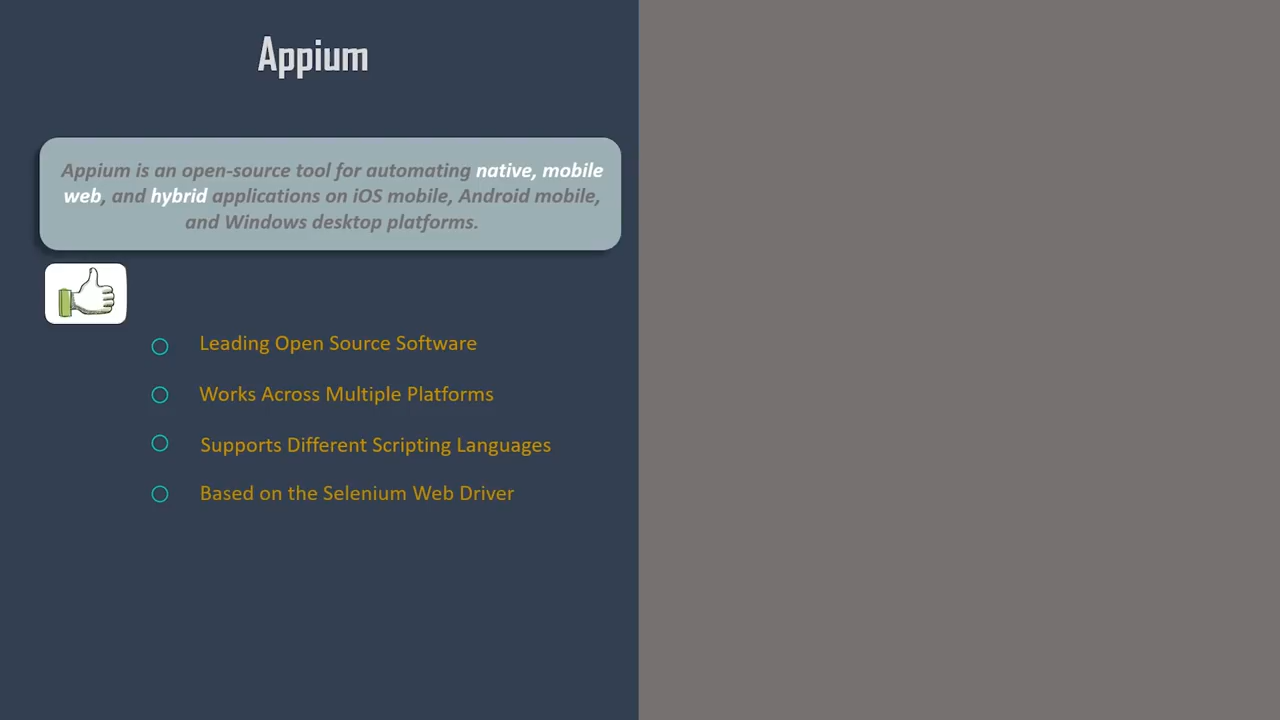 Appium
Appium is an open-source tool for automating native, mobile
web, and hybrid applications on iOS mobile, Android mobile,
and Windows desktop platforms.
Leading Open Source Software
Works Across Multiple Platforms
Supports Different Scripting Languages
Based on the Selenium Web Driver